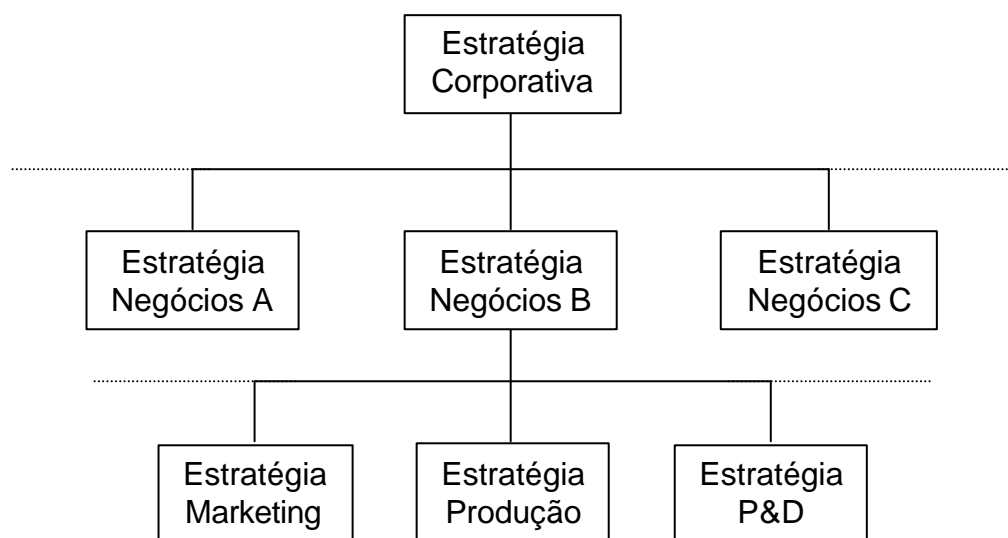 Estratégia
Corporativa
Estratégia
Negócios A
Estratégia
Negócios B
Estratégia
Negócios C
Estratégia
Marketing
Estratégia
Produção
Estratégia
P&D